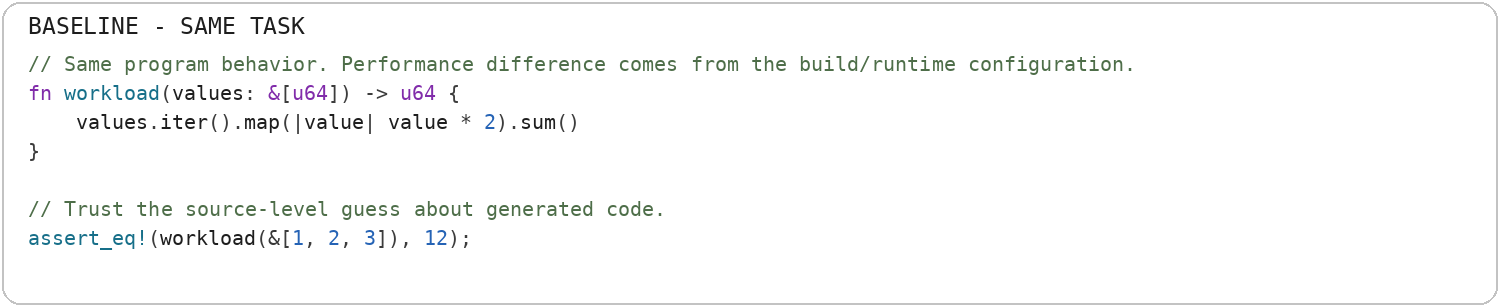 BASELINE - SAME TASK
// Same program behavior. Performance difference comes from the build/runtime configuration.
fn workload(values: &[u64]) -> u64 {
    values.iter().map(|value| value * 2).sum()
}
// Trust the source-level guess about generated code.
assert_eq!(workload(&[1, 2, 3]), 12);